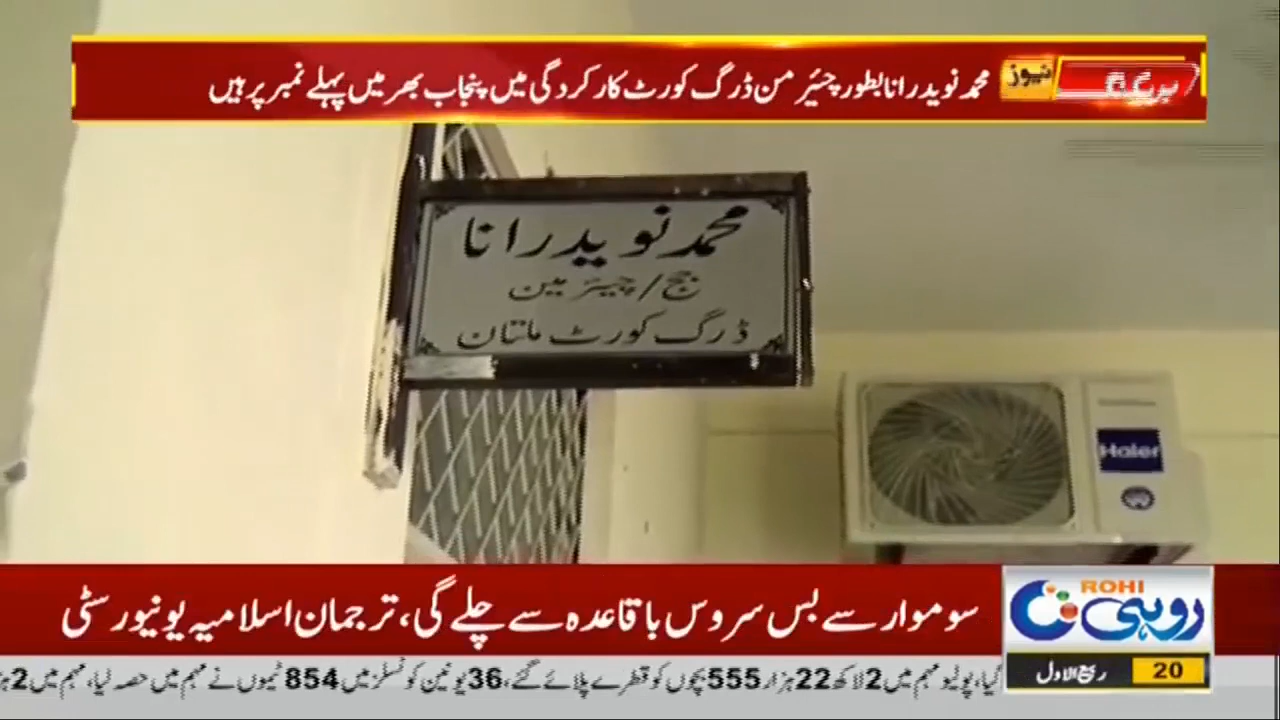 محمد نوید رانا بطور چیئر من ڈرگ کورٹ کارکردگی میں پنجاب بھر میں پہلے نمبر پر ہیں
نیوز
محمد نوید رانا
جج / چیئرمین
ڈرگ کورٹ ملتان
Haier
سوموار سے بس سروس باقاعدہ سے چلے گی، ترجمان اسلامیہ یونیورسٹی
ROHI
روہی
20 ربیع الاول
گیا، پولیو مہم میں 2 لاکھ 22 ہزار 555 بچوں کو قطرے پلائے گئے، 36 یونین کونسلز میں 854 ٹیموں نے مہم میں حصہ لیا، مہم میں 2